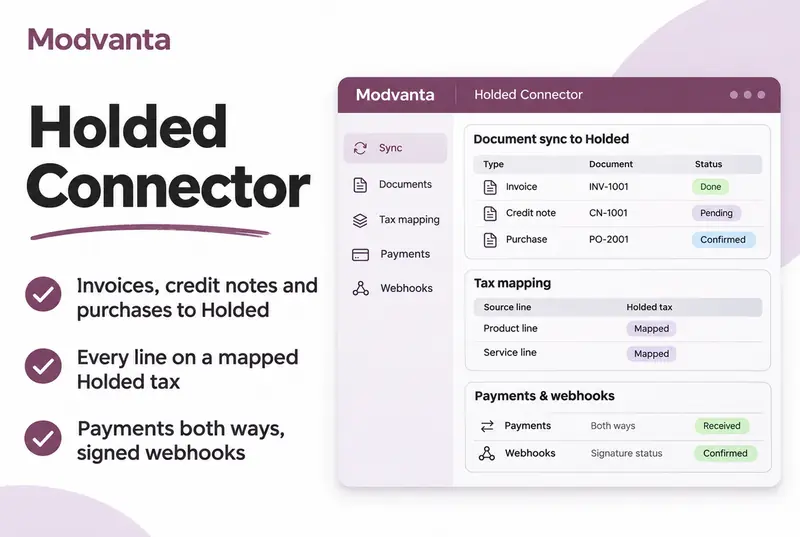 Modvanta
Holded
Connector
Invoices, credit notes and
purchases to Holded
Every line on a mapped
Holded tax
Payments both ways,
signed webhooks
Modvanta
Holded Connector
Sync
Documents
Tax mapping
Payments
Webhooks
Document sync to Holded
Type Document Status
Invoice INV-1001 Done
Credit note CN-1001 Pending
Purchase PO-2001 Confirmed
Tax mapping
Source line Holded tax
Product line Mapped
Service line Mapped
Payments & webhooks
Payments Both ways Received
Webhooks Signature status Confirmed